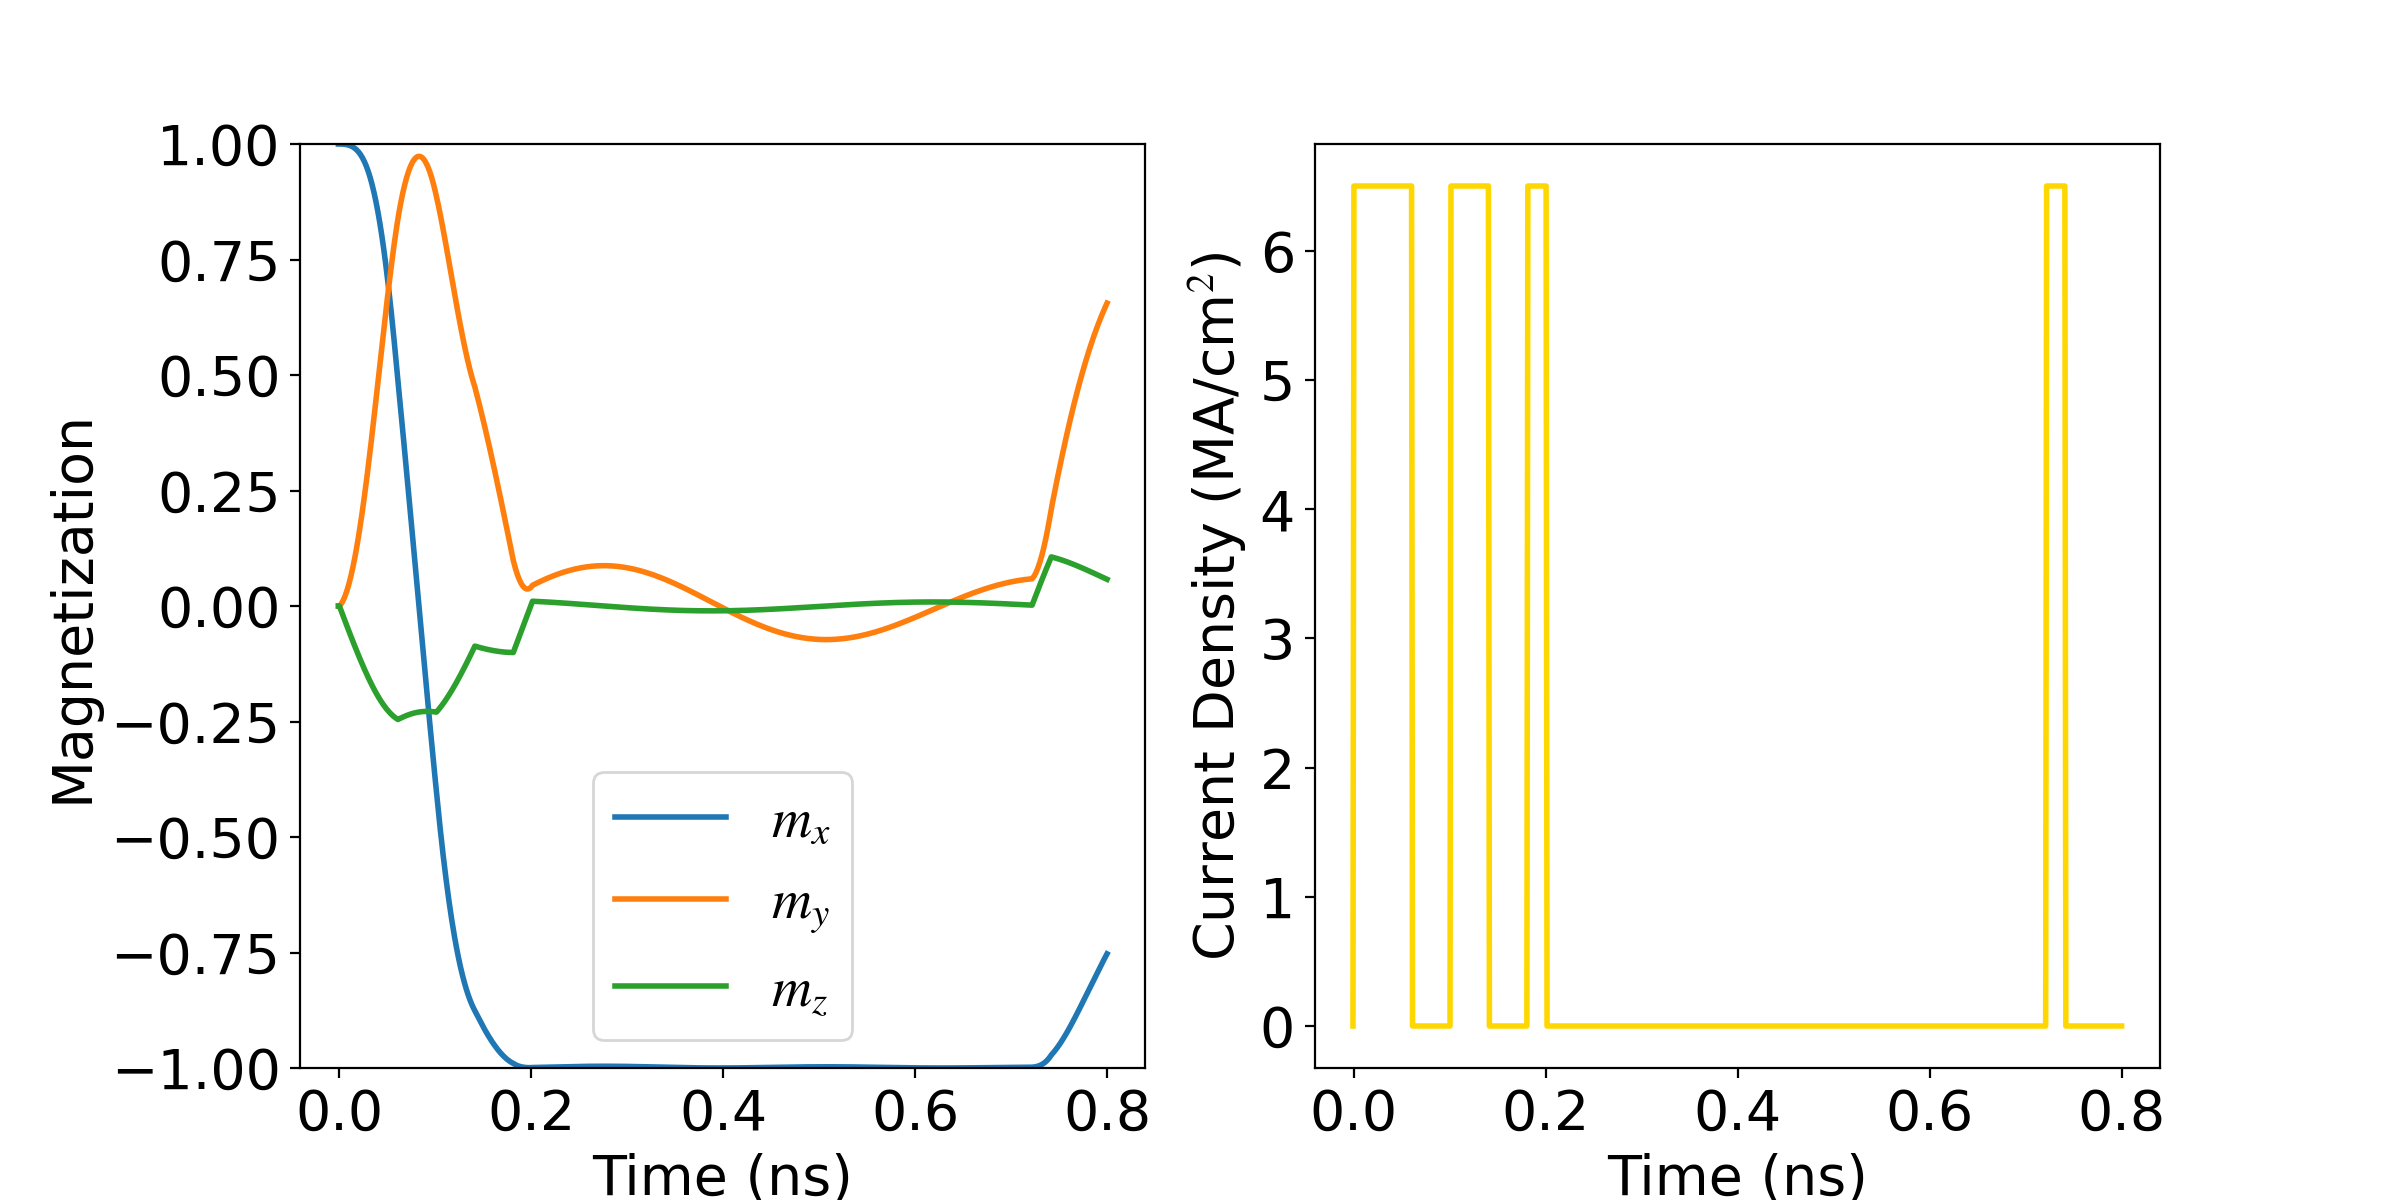 1.00
0.75
0.50
0.25
0.00
−0.25
−0.50
−0.75
−1.00
Magnetization
0.0 0.2 0.4 0.6 0.8
Time (ns)
m_x
m_y
m_z
6
5
4
3
2
1
0
Current Density (MA/cm²)
0.0 0.2 0.4 0.6 0.8
Time (ns)